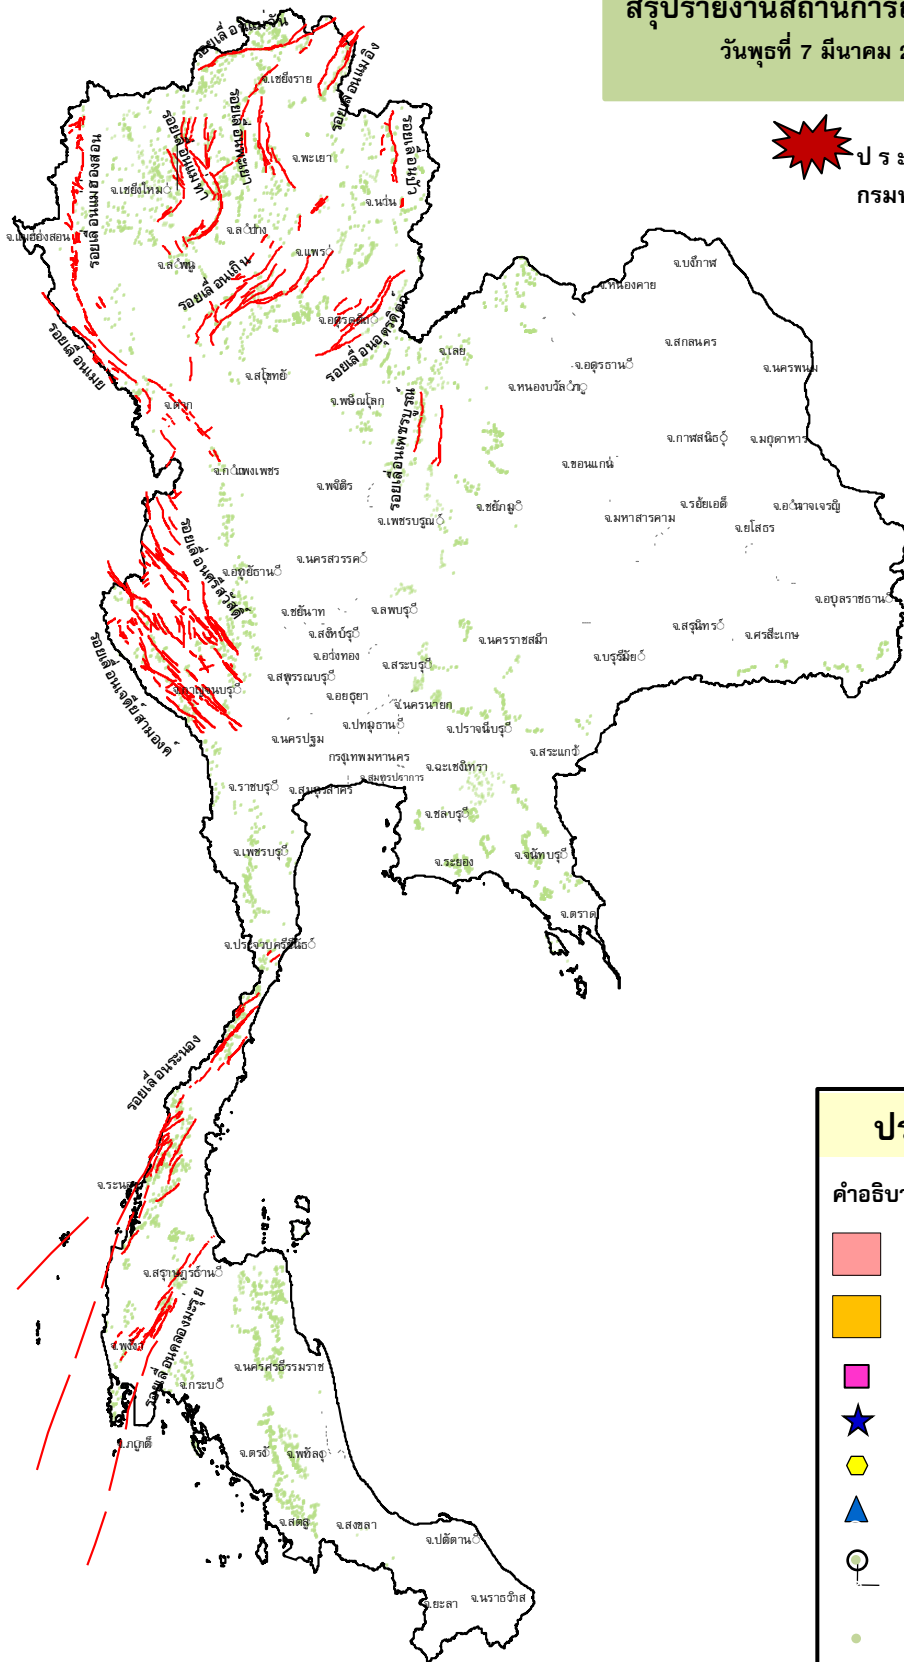 สรุปรายงานสถานการณ
วันพุธที่ 7 มีนาคม 2
ประ
กรมท
รอยเลื่อนแม่จัน
รอยเลื่อนแม่อิง
จ.เชียงราย
รอยเลื่อนแม่ฮ่องสอน
รอยเลื่อนแม่ทา
รอยเลื่อนพะเยา
รอยเลื่อนปัว
จ.พะเยา
จ.เชียงใหม่
จ.น่าน
จ.แม่ฮ่องสอน
จ.ลำปาง
จ.แพร่
จ.ลำพูน
รอยเลื่อนเถิน
จ.บึงกาฬ
จ.หนองคาย
จ.อุตรดิตถ์
รอยเลื่อนอุตรดิตถ์
รอยเลื่อนเมย
จ.เลย
จ.สกลนคร
จ.อุดรธานี
จ.นครพนม
จ.สุโขทัย
จ.หนองบัวลำภู
จ.ตาก
จ.พิษณุโลก
รอยเลื่อนเพชรบูรณ์
จ.กาฬสินธุ์
จ.มุกดาหาร
จ.กำแพงเพชร
จ.ขอนแก่น
จ.พิจิตร
จ.เพชรบูรณ์
จ.ชัยภูมิ
จ.มหาสารคาม
จ.ร้อยเอ็ด
จ.อำนาจเจริญ
จ.ยโสธร
รอยเลื่อนศรีสวัสดิ์
จ.นครสวรรค์
จ.อุทัยธานี
จ.อุบลราชธานี
จ.ชัยนาท
จ.ลพบุรี
จ.สิงห์บุรี
จ.นครราชสีมา
จ.สุรินทร์
จ.ศรีสะเกษ
จ.อ่างทอง
จ.สระบุรี
จ.บุรีรัมย์
จ.สุพรรณบุรี
รอยเลื่อนเจดีย์สามองค์
จ.กาญจนบุรี
จ.อยุธยา
จ.นครนายก
จ.ปทุมธานี
จ.ปราจีนบุรี
จ.นครปฐม
จ.สระแก้ว
กรุงเทพมหานคร
จ.ฉะเชิงเทรา
จ.สมุทรปราการ
จ.ราชบุรี
จ.สมุทรสาคร
จ.ชลบุรี
จ.เพชรบุรี
จ.ระยอง
จ.จันทบุรี
จ.ตราด
จ.ประจวบคีรีขันธ์
รอยเลื่อนระนอง
จ.ระนอง
จ.สุราษฎร์ธานี
รอยเลื่อนคลองมะรุ่ย
จ.พังงา
จ.นครศรีธรรมราช
จ.กระบี่
จ.ภูเก็ต
จ.ตรัง
จ.พัทลุง
จ.สตูล
จ.สงขลา
จ.ปัตตานี
จ.ยะลา
จ.นราธิวาส
ปร
คำอธิบา